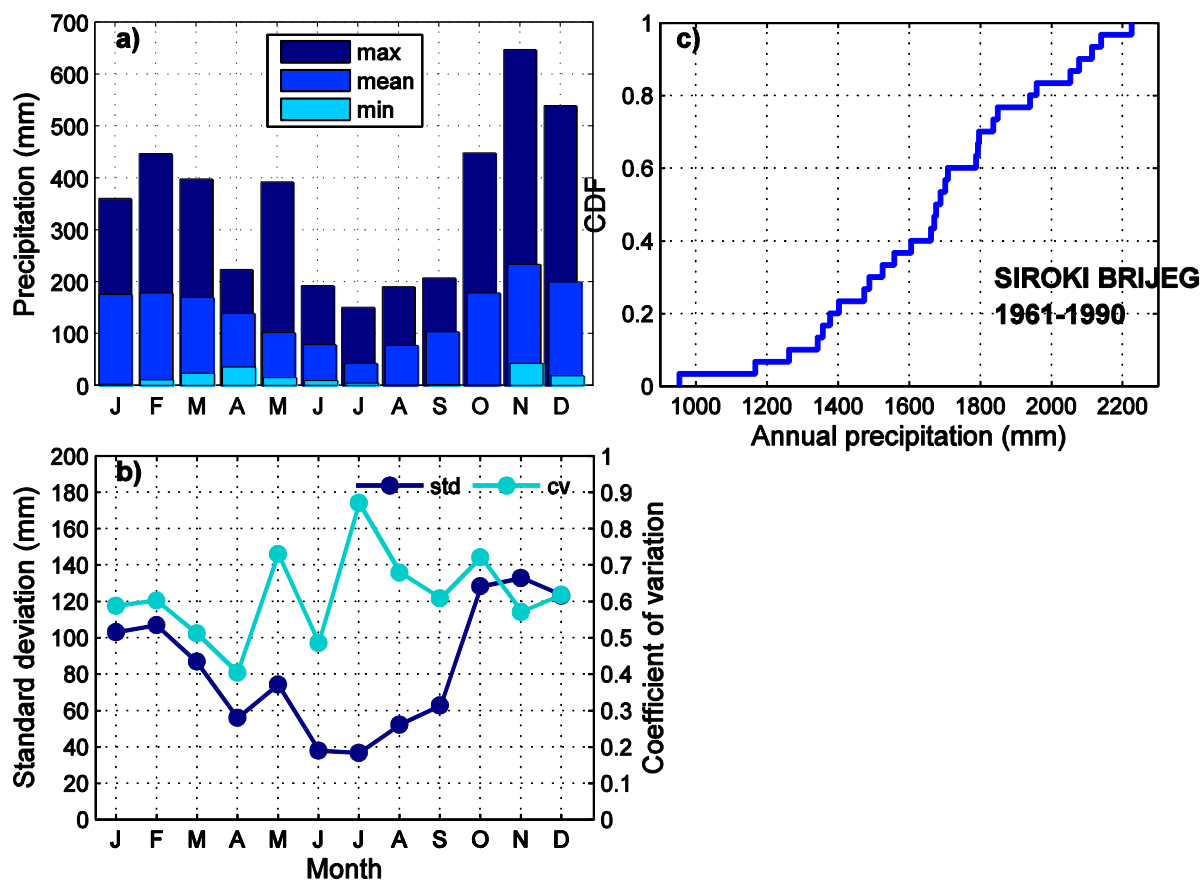 a)
max
mean
min
700
600
500
400
300
200
100
0
Precipitation (mm)
J F M A M J J A S O N D
c)
1
0.8
0.6
0.4
0.2
0
CDF
SIROKI BRIJEG
1961-1990
1000 1200 1400 1600 1800 2000 2200
Annual precipitation (mm)
b)
std cv
200
180
160
140
120
100
80
60
40
20
0
Standard deviation (mm)
1
0.9
0.8
0.7
0.6
0.5
0.4
0.3
0.2
0.1
0
Coefficient of variation
J F M A M J J A S O N D
Month